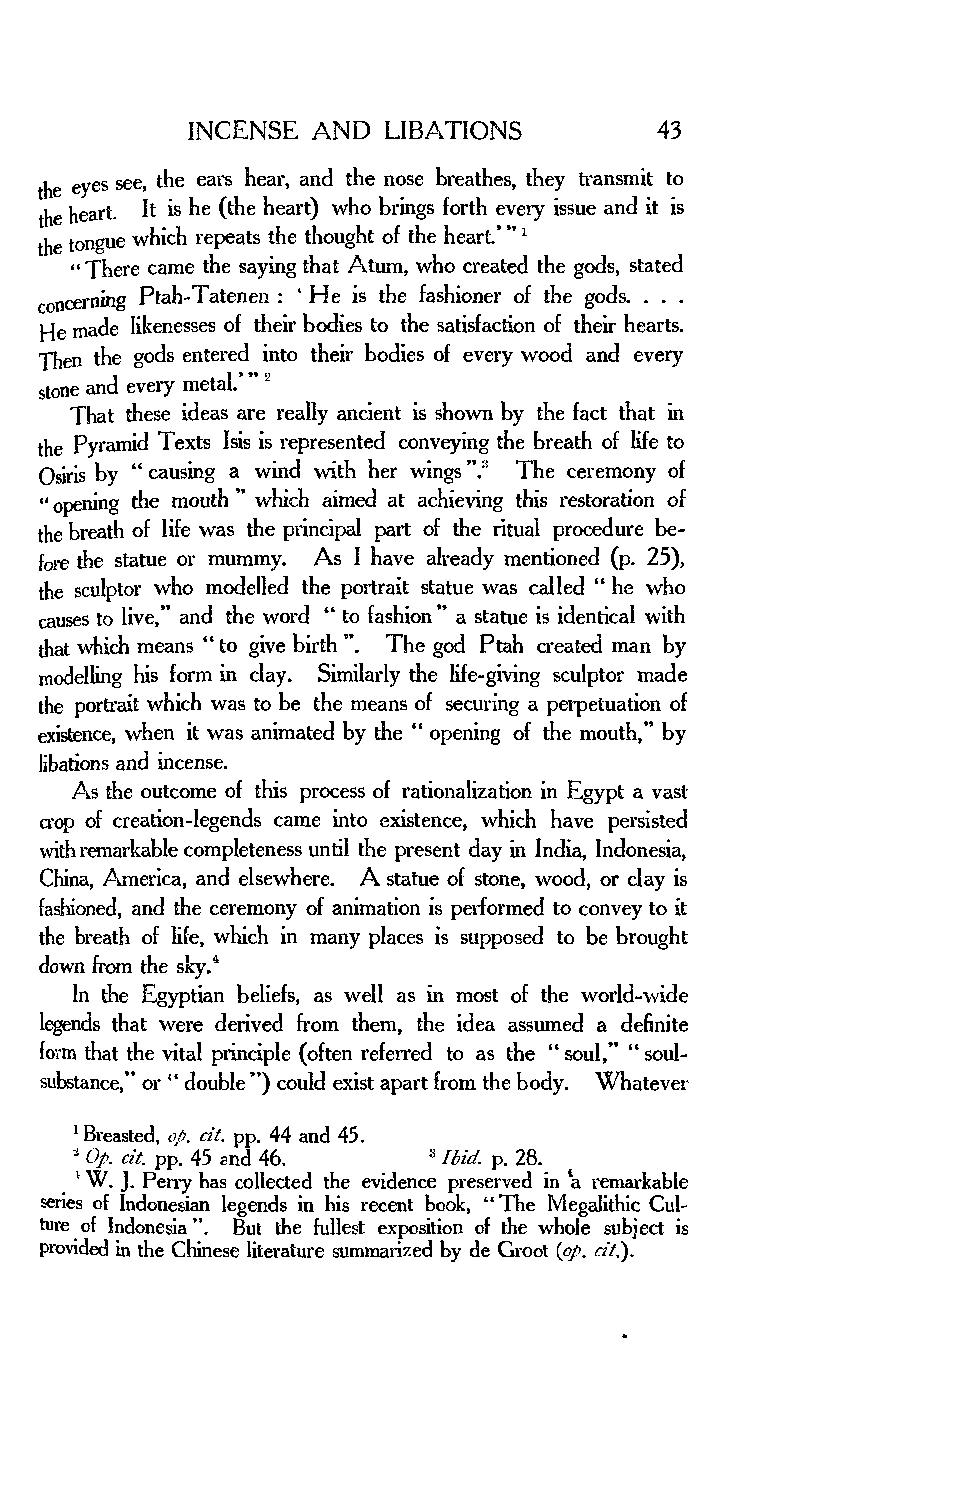 INCENSE AND LIBATIONS 43
the eyes see, the ears hear, and the nose breathes, they transmit to
the heart. It is he (the heart) who brings forth every issue and it is
the tongue which repeats the thought of the heart.' " ¹
" There came the saying that Atum, who created the gods, stated
concerning Ptah-Tatenen : ' He is the fashioner of the gods. . . .
He made likenesses of their bodies to the satisfaction of their hearts.
Then the gods entered into their bodies of every wood and every
stone and every metal.' " ²
That these ideas are really ancient is shown by the fact that in
the Pyramid Texts Isis is represented conveying the breath of life to
Osiris by " causing a wind with her wings ".³ The ceremony of
" opening the mouth " which aimed at achieving this restoration of
the breath of life was the principal part of the ritual procedure be-
fore the statue or mummy. As I have already mentioned (p. 25),
the sculptor who modelled the portrait statue was called " he who
causes to live," and the word " to fashion " a statue is identical with
that which means " to give birth ". The god Ptah created man by
modelling his form in clay. Similarly the life-giving sculptor made
the portrait which was to be the means of securing a perpetuation of
existence, when it was animated by the " opening of the mouth," by
libations and incense.
As the outcome of this process of rationalization in Egypt a vast
crop of creation-legends came into existence, which have persisted
with remarkable completeness until the present day in India, Indonesia,
China, America, and elsewhere. A statue of stone, wood, or clay is
fashioned, and the ceremony of animation is performed to convey to it
the breath of life, which in many places is supposed to be brought
down from the sky.⁴
In the Egyptian beliefs, as well as in most of the world-wide
legends that were derived from them, the idea assumed a definite
form that the vital principle (often referred to as the " soul," " soul-
substance," or " double ") could exist apart from the body. Whatever
¹ Breasted, op. cit. pp. 44 and 45.
² Op. cit. pp. 45 and 46. ³ Ibid. p. 28.
⁴ W. J. Perry has collected the evidence preserved in a remarkable
series of Indonesian legends in his recent book, " The Megalithic Cul-
ture of Indonesia ". But the fullest exposition of the whole subject is
provided in the Chinese literature summarized by de Groot (op. cit.).